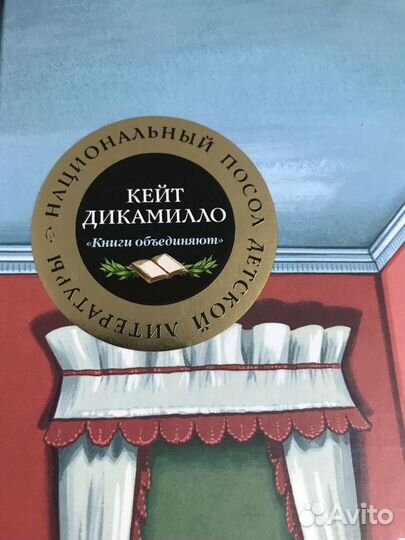 НАЦИОНАЛЬНЫЙ ПОСОЛ ДЕТСКОЙ ЛИТЕРАТУРЫ
КЕЙТ
ДИКАМИЛЛО
«Книги объединяют»
Avito